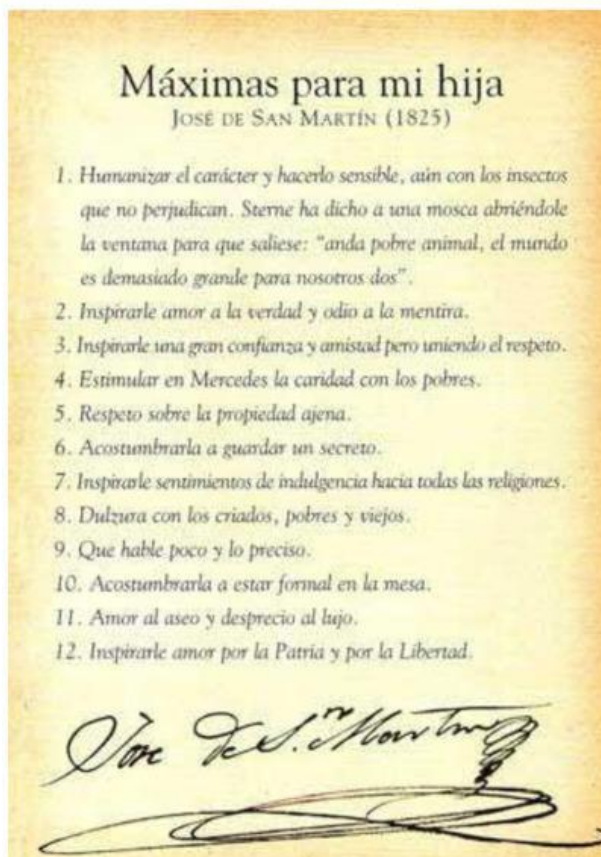 Máximas para mi hija
José de San Martín (1825)
1. Humanizar el carácter y hacerlo sensible, aún con los insectos
que no perjudican. Sterne ha dicho a una mosca abriéndole
la ventana para que saliese: “anda pobre animal, el mundo
es demasiado grande para nosotros dos”.
2. Inspirarle amor a la verdad y odio a la mentira.
3. Inspirarle una gran confianza y amistad pero uniendo el respeto.
4. Estimular en Mercedes la caridad con los pobres.
5. Respeto sobre la propiedad ajena.
6. Acostumbrarla a guardar un secreto.
7. Inspirarle sentimientos de indulgencia hacia todas las religiones.
8. Dulzura con los criados, pobres y viejos.
9. Que hable poco y lo preciso.
10. Acostumbrarla a estar formal en la mesa.
11. Amor al aseo y desprecio al lujo.
12. Inspirarle amor por la Patria y por la Libertad.
Jose de S.n Martin